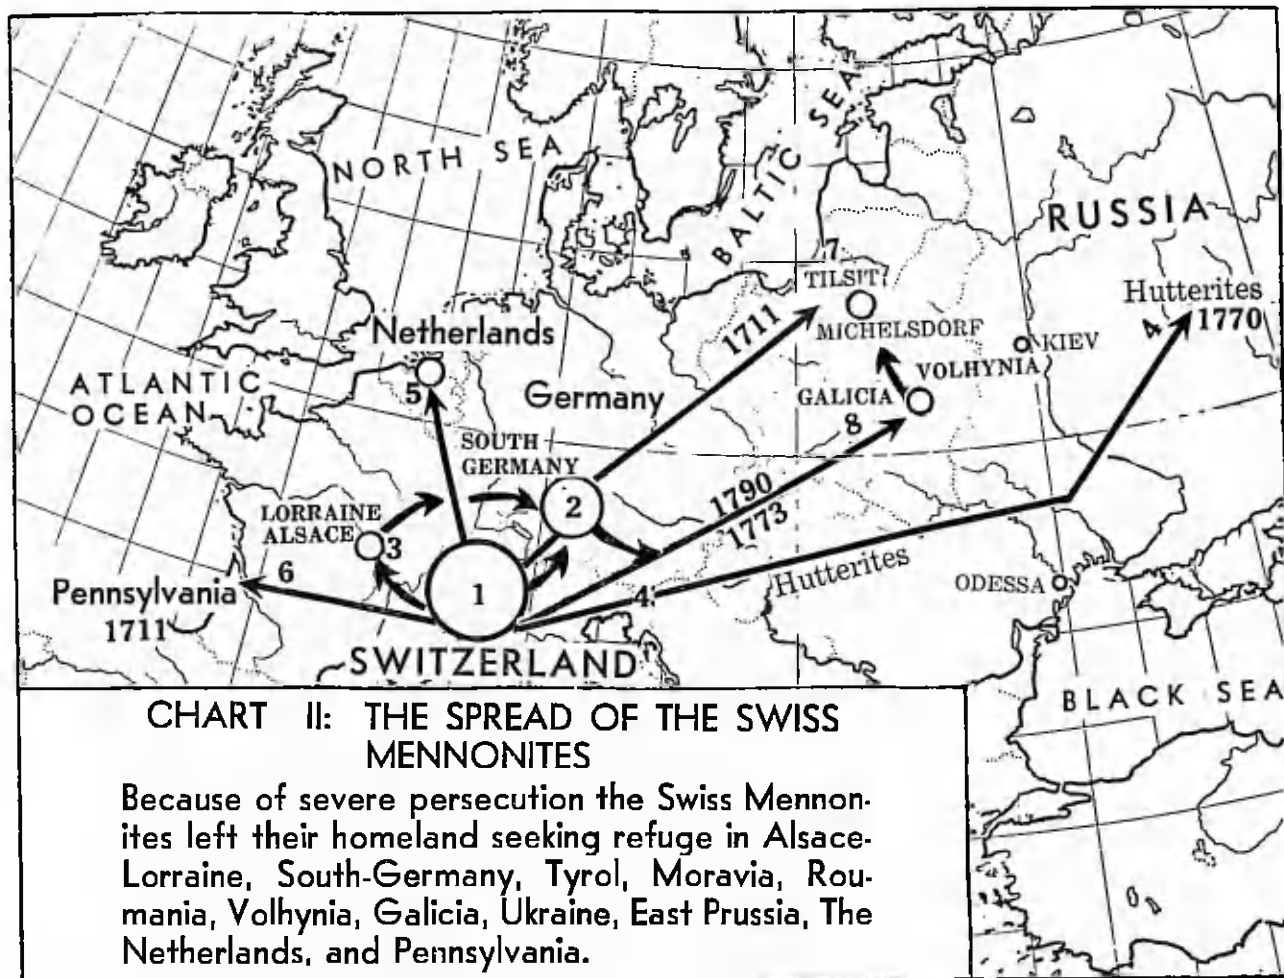 NORTH SEA
BALTIC SEA
RUSSIA
7
TILSIT
Hutterites
4 1770
MICHELSDORF
1711
KIEV
Netherlands
VOLHYNIA
ATLANTIC
OCEAN
5
Germany
GALICIA
8
SOUTH
GERMANY
1790
1773
2
LORRAINE
ALSACE
3
Hutterites
ODESSA
6
1
4
Pennsylvania
1711
SWITZERLAND
BLACK SEA
CHART II: THE SPREAD OF THE SWISS
MENNONITES
Because of severe persecution the Swiss Mennon-
ites left their homeland seeking refuge in Alsace-
Lorraine, South-Germany, Tyrol, Moravia, Rou-
mania, Volhynia, Galicia, Ukraine, East Prussia, The
Netherlands, and Pennsylvania.